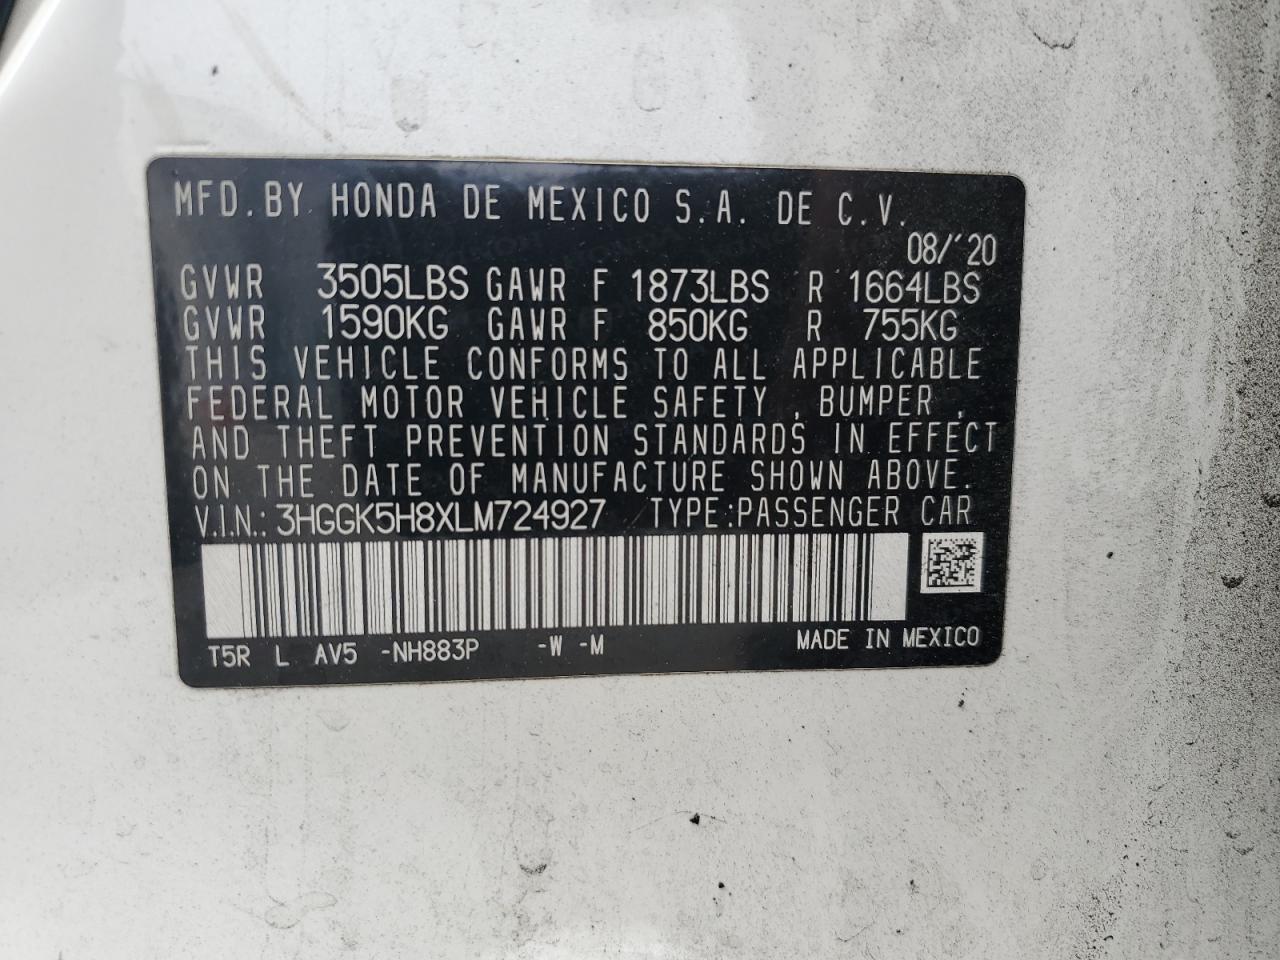 MFD. BY HONDA DE MEXICO S.A. DE C.V.
08/'20
GVWR 3505LBS GAWR F 1873LBS R 1664LBS
GVWR 1590KG GAWR F 850KG R 755KG
THIS VEHICLE CONFORMS TO ALL APPLICABLE
FEDERAL MOTOR VEHICLE SAFETY , BUMPER ,
AND THEFT PREVENTION STANDARDS IN EFFECT
ON THE DATE OF MANUFACTURE SHOWN ABOVE.
V.I.N.: 3HGGK5H8XLM724927 TYPE:PASSENGER CAR
T5R L AV5 -NH883P -W -M MADE IN MEXICO